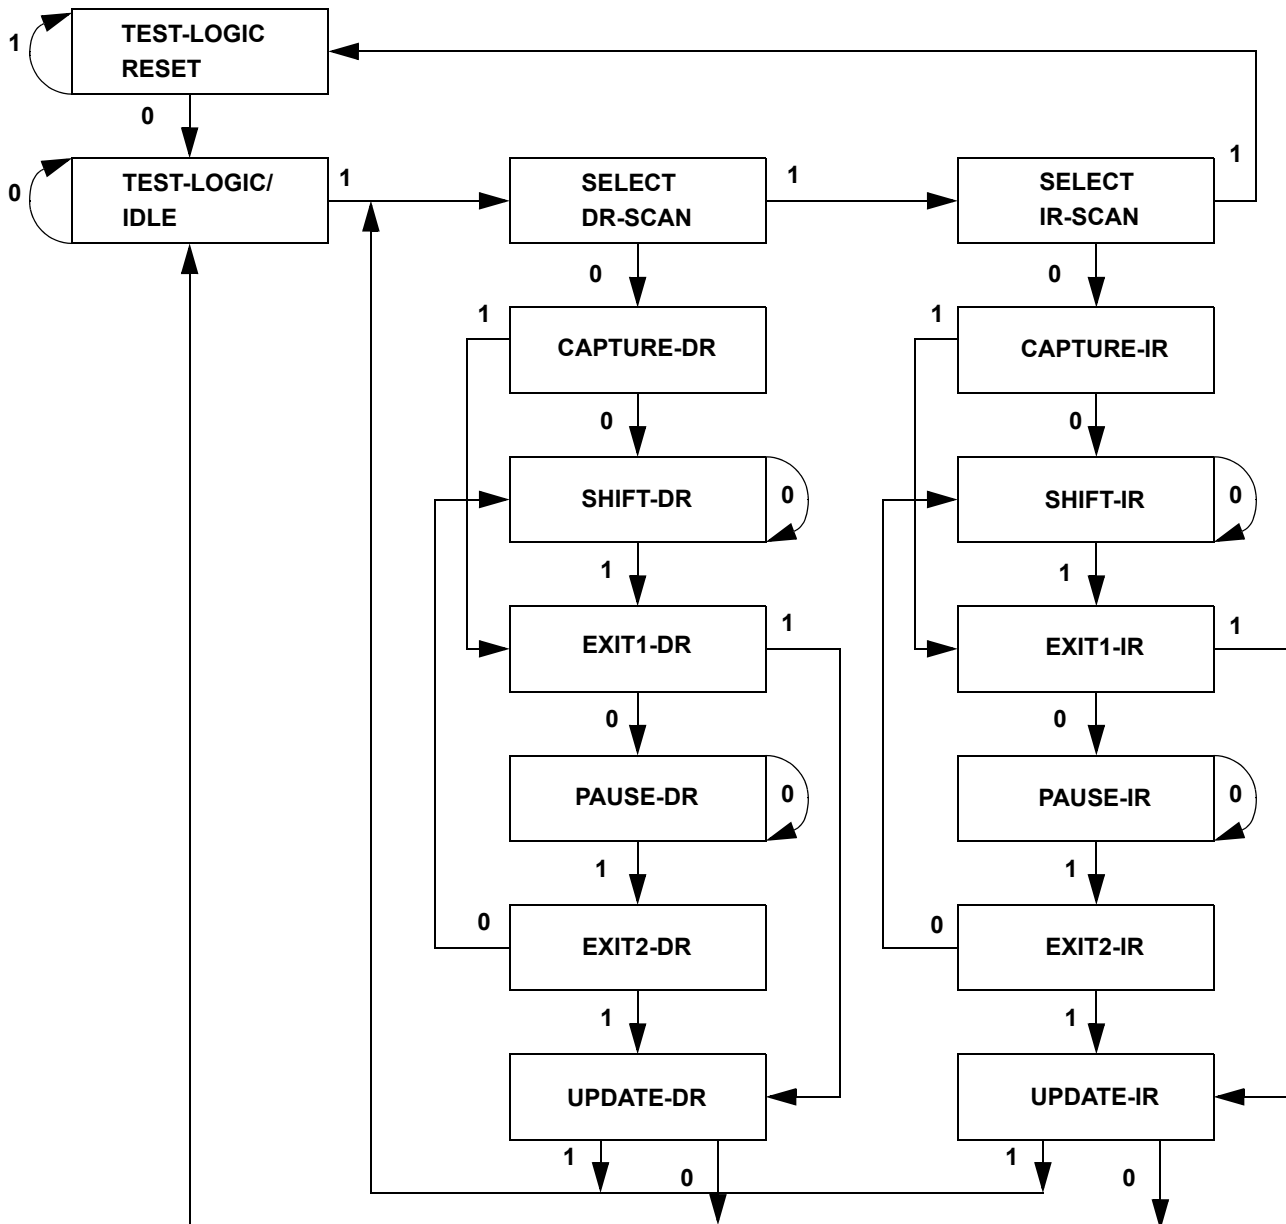 1
TEST-LOGIC
RESET
0
0
TEST-LOGIC/
IDLE
1
SELECT
DR-SCAN
1
SELECT
IR-SCAN
1
0
0
1
CAPTURE-DR
1
CAPTURE-IR
0
0
SHIFT-DR
0
SHIFT-IR
0
1
1
EXIT1-DR
1
EXIT1-IR
1
0
0
PAUSE-DR
0
PAUSE-IR
0
1
1
0
EXIT2-DR
0
EXIT2-IR
1
1
UPDATE-DR
UPDATE-IR
1
0
1
0